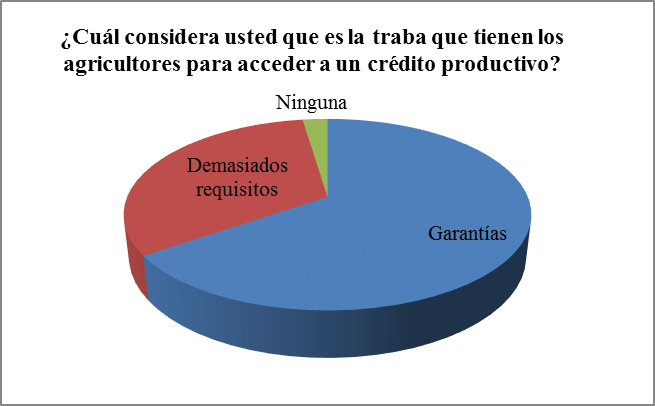 ¿Cuál considera usted que es la traba que tienen los
agricultores para acceder a un crédito productivo?
Ninguna
Demasiados
requisitos
Garantías